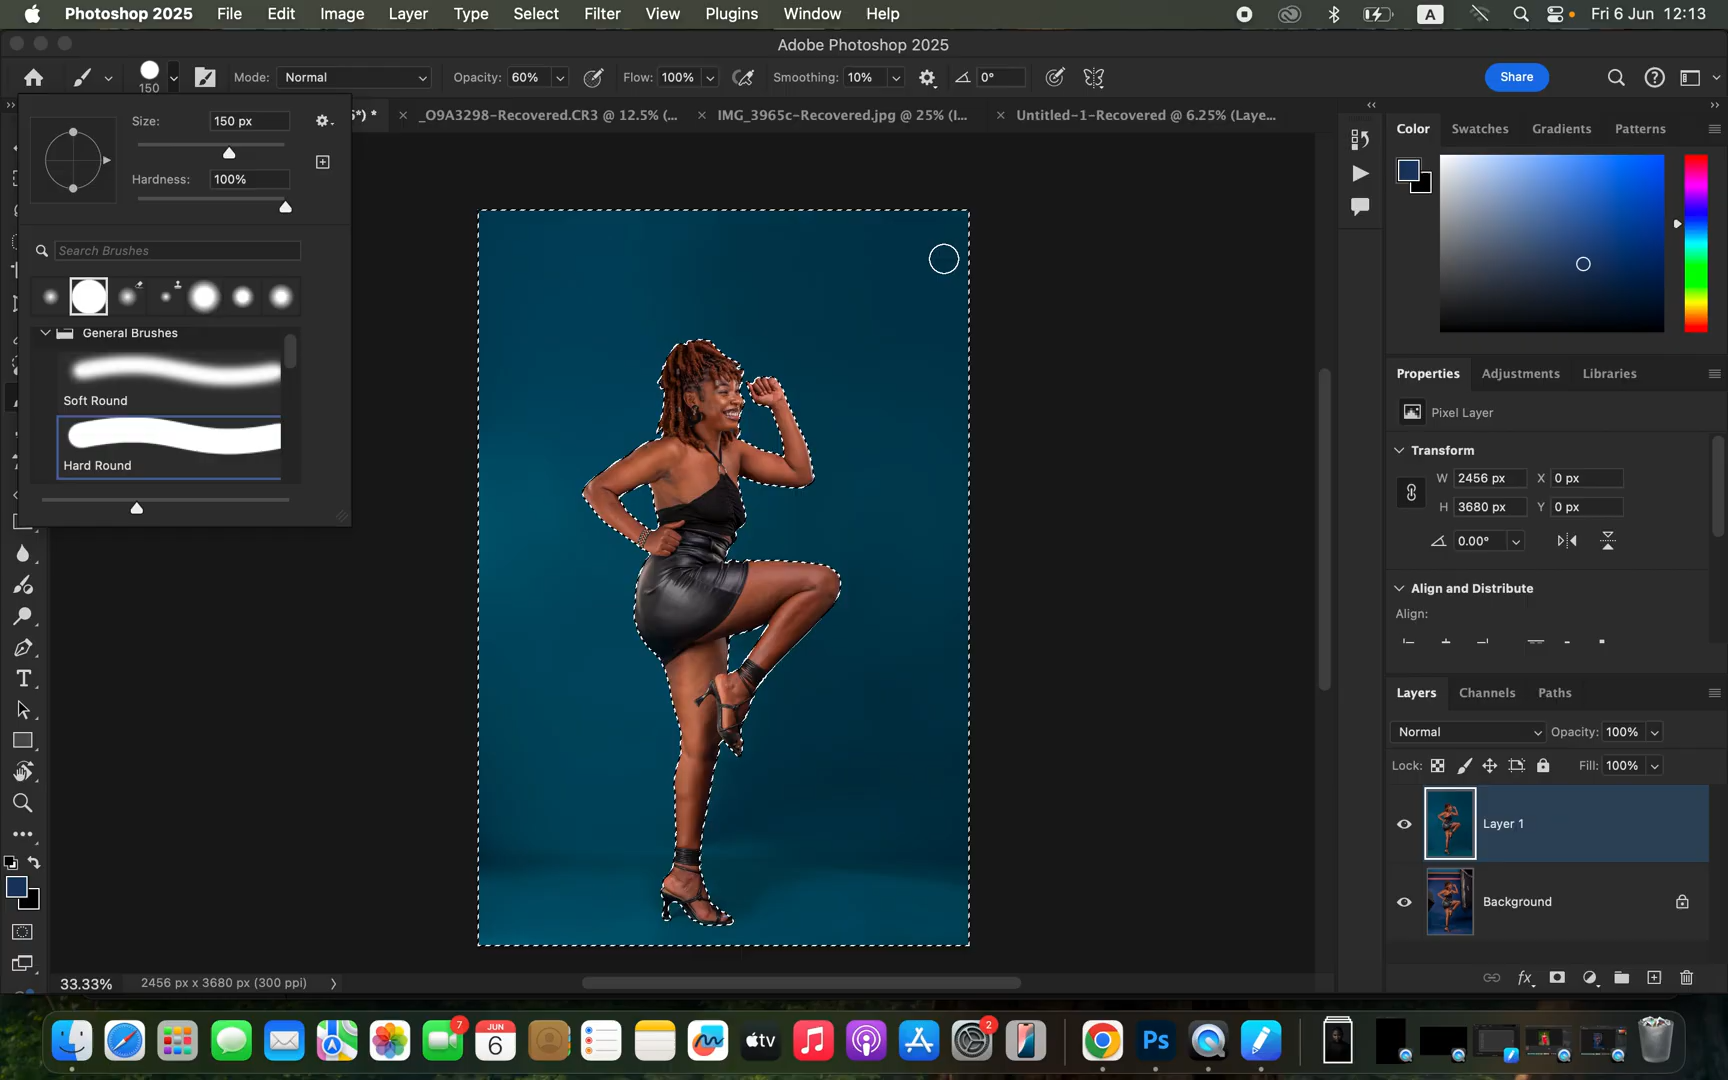 Photoshop 2025 File Edit Image Layer Type Select Filter View Plugins Window Help A Fri 6 Jun 12:13
Adobe Photoshop 2025
150 Mode: Normal Opacity: 60% Flow: 100% Smoothing: 10% 0° Share
*) * × _O9A3298-Recovered.CR3 @ 12.5% (... × IMG_3965c-Recovered.jpg @ 25% (l... × Untitled-1-Recovered @ 6.25% (Laye...
Size: 150 px
Hardness: 100%
Search Brushes
General Brushes
Soft Round
Hard Round
Color Swatches Gradients Patterns
Properties Adjustments Libraries
Pixel Layer
Transform
W 2456 px X 0 px
H 3680 px Y 0 px
0.00°
Align and Distribute
Align:
Layers Channels Paths
Normal Opacity: 100%
Lock: Fill: 100%
Layer 1
Background
fx
T
33.33% 2456 px x 3680 px (300 ppi)
7
JUN
6
tv
2
Ps